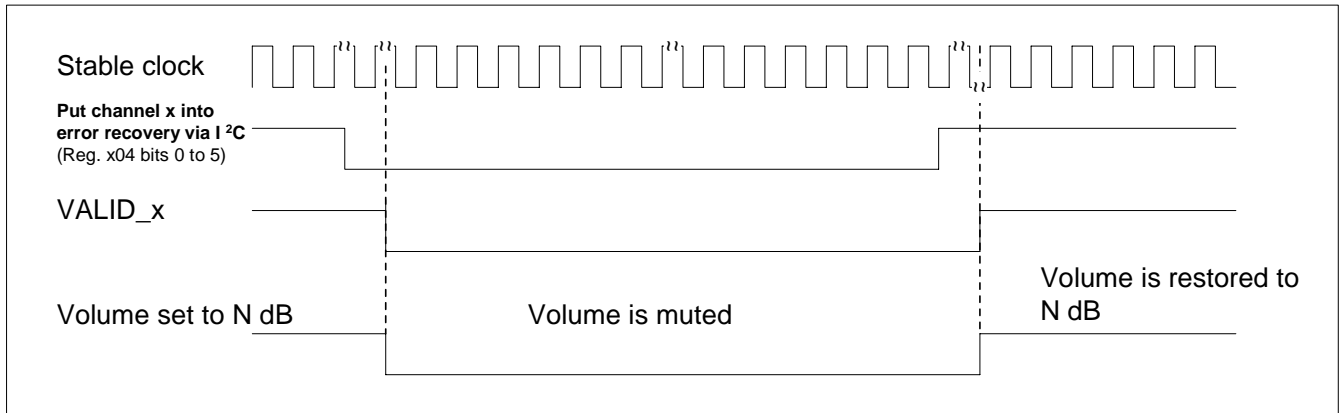 Stable clock
Put channel x into
error recovery via I ²C
(Reg. x04 bits 0 to 5)
VALID_x
Volume set to N dB
Volume is muted
Volume is restored to
N dB